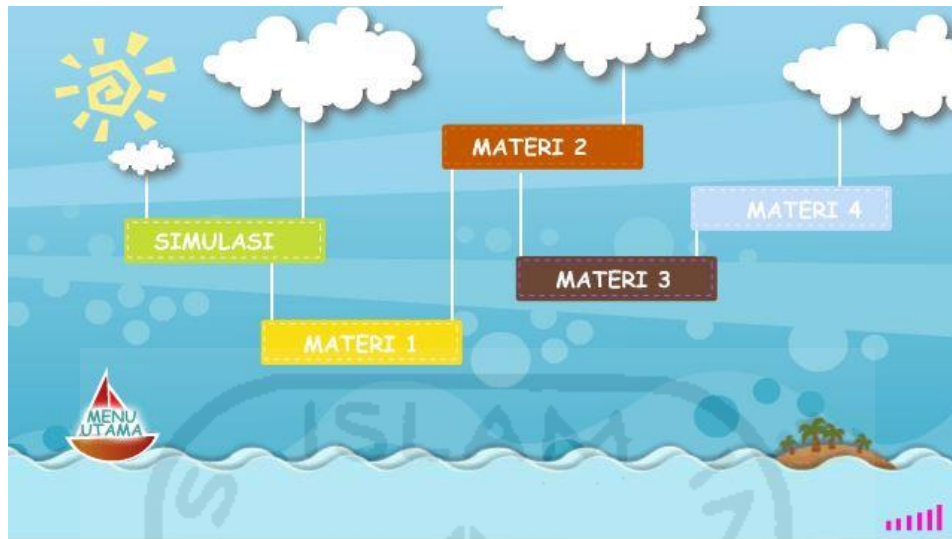 MATERI 2
MATERI 4
SIMULASI
MATERI 3
MATERI 1
MENU
UTAMA
ISLAM